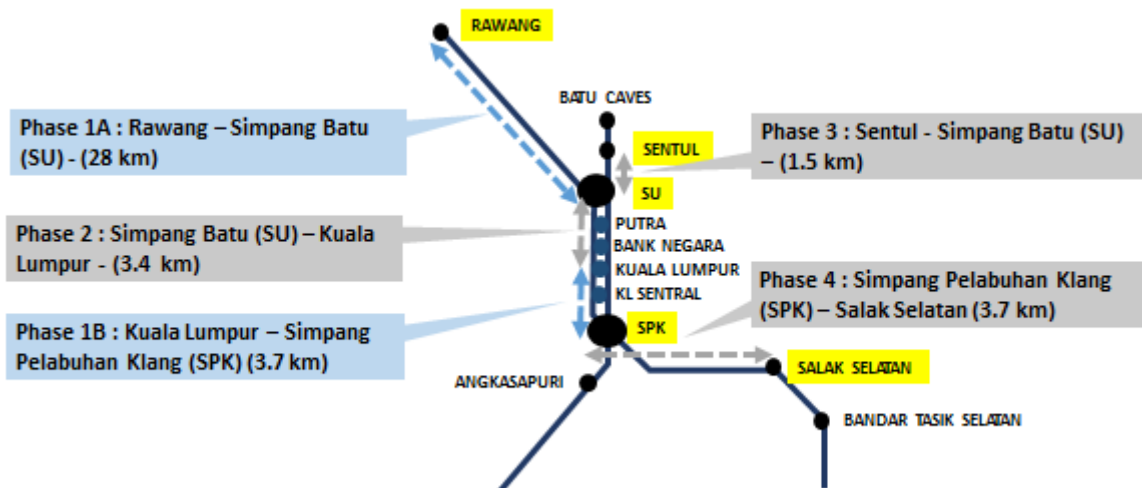 RAWANG
BATU CAVES
Phase 1A : Rawang – Simpang Batu
(SU) - (28 km)
SENTUL
Phase 3 : Sentul - Simpang Batu (SU)
– (1.5 km)
SU
PUTRA
Phase 2 : Simpang Batu (SU) – Kuala
Lumpur - (3.4 km)
BANK NEGARA
KUALA LUMPUR
KL SENTRAL
Phase 4 : Simpang Pelabuhan Klang
(SPK) – Salak Selatan (3.7 km)
Phase 1B : Kuala Lumpur – Simpang
Pelabuhan Klang (SPK) (3.7 km)
SPK
SALAK SELATAN
ANGKASAPURI
BANDAR TASIK SELATAN